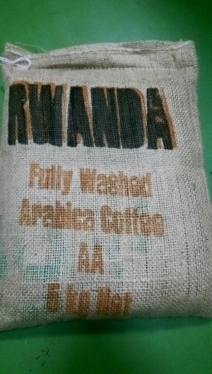 RWANDA
Fully Washed
Arabica Coffee
AA
5 kg Net